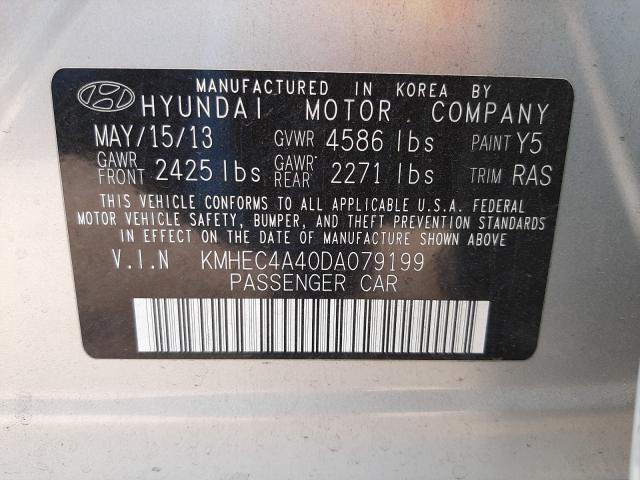 MANUFACTURED IN KOREA BY
HYUNDAI MOTOR COMPANY
MAY/15/13 GVWR 4586 lbs PAINT Y5
GAWR FRONT 2425 lbs GAWR REAR 2271 lbs TRIM RAS
THIS VEHICLE CONFORMS TO ALL APPLICABLE U.S.A. FEDERAL
MOTOR VEHICLE SAFETY, BUMPER, AND THEFT PREVENTION STANDARDS
IN EFFECT ON THE DATE OF MANUFACTURE SHOWN ABOVE
V.I.N KMHEC4A40DA079199
PASSENGER CAR